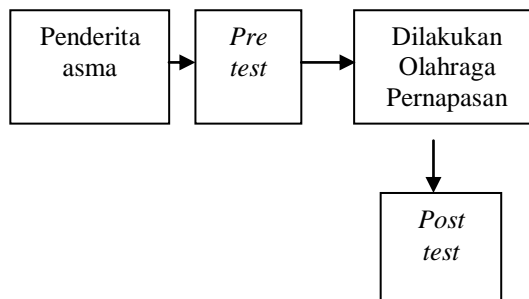 Penderita
asma
Pre
test
Dilakukan
Olahraga
Pernapasan
Post
test